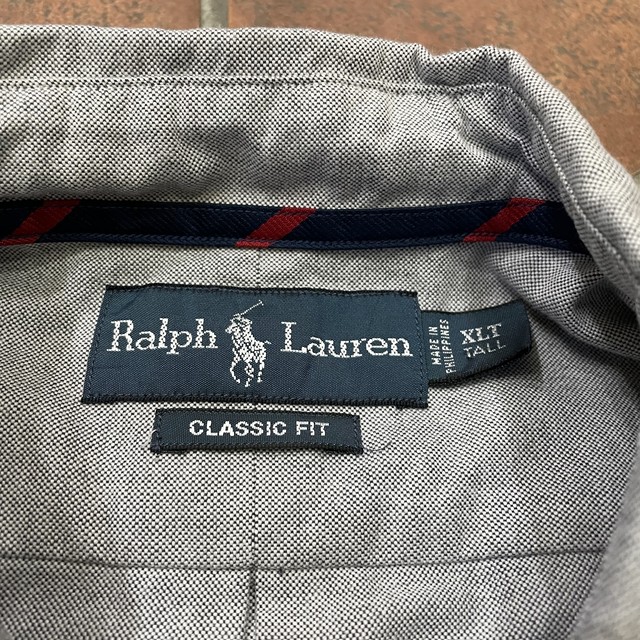 Ralph Lauren
MADE IN
PHILIPPINES
XLT
TALL
CLASSIC FIT